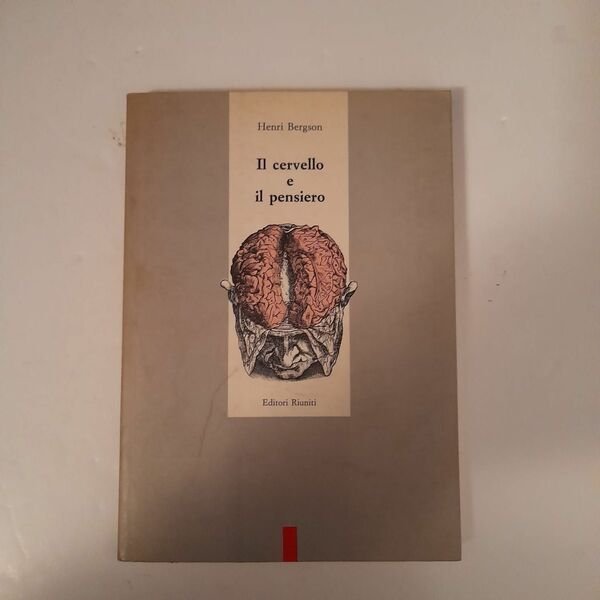 Henri Bergson
Il cervello
e
il pensiero
Editori Riuniti